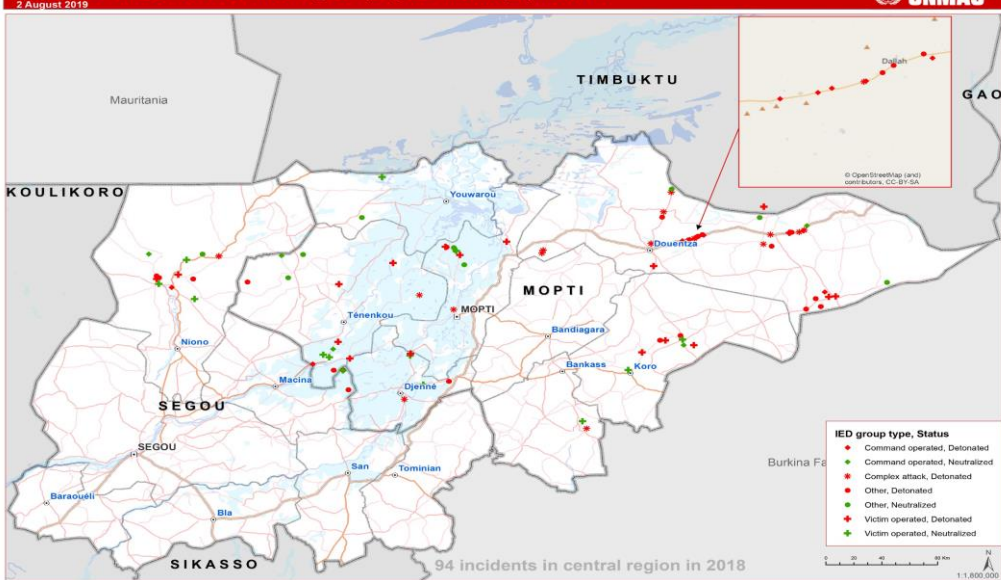 2 August 2019
UNMAS
TIMBUKTU
Mauritania
GAO
Dallah
© OpenStreetMap (and)
contributors, CC-BY-SA
KOULIKORO
Youwarou
Douentza
MOPTI
MOPTI
Ténenkou
Bandiagara
Niono
Bankass
Koro
Macina
Djenné
SEGOU
SEGOU
San
Tominian
Baraouéli
Bla
Burkina Fa
SIKASSO
IED group type, Status
Command operated, Detonated
Command operated, Neutralized
Complex attack, Detonated
Other, Detonated
Other, Neutralized
Victim operated, Detonated
Victim operated, Neutralized
94 incidents in central region in 2018
0 20 40 80 Km
N
1:1,800,000